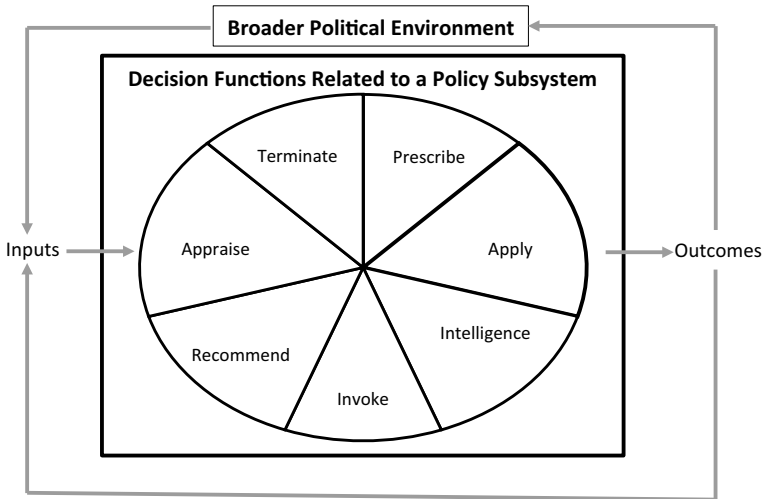 Broader Political Environment
Decision Functions Related to a Policy Subsystem
Terminate
Prescribe
Inputs
Appraise
Apply
Outcomes
Intelligence
Recommend
Invoke